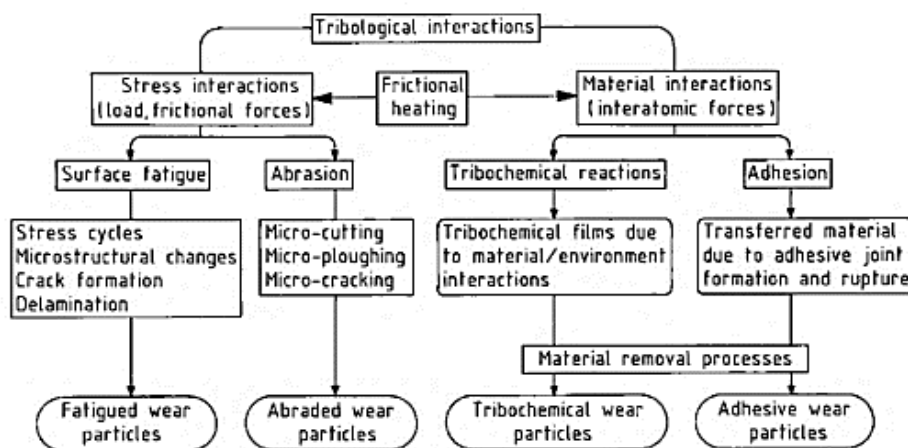 Tribological interactions
Stress interactions
(load, frictional forces)
Frictional
heating
Material interactions
(interatomic forces)
Surface fatigue
Abrasion
Tribochemical reactions
Adhesion
Stress cycles
Microstructural changes
Crack formation
Delamination
Micro-cutting
Micro-ploughing
Micro-cracking
Tribochemical films due
to material/environment
interactions
Transferred material
due to adhesive joint
formation and rupture
Material removal processes
Fatigued wear
particles
Abraded wear
particles
Tribochemical wear
particles
Adhesive wear
particles